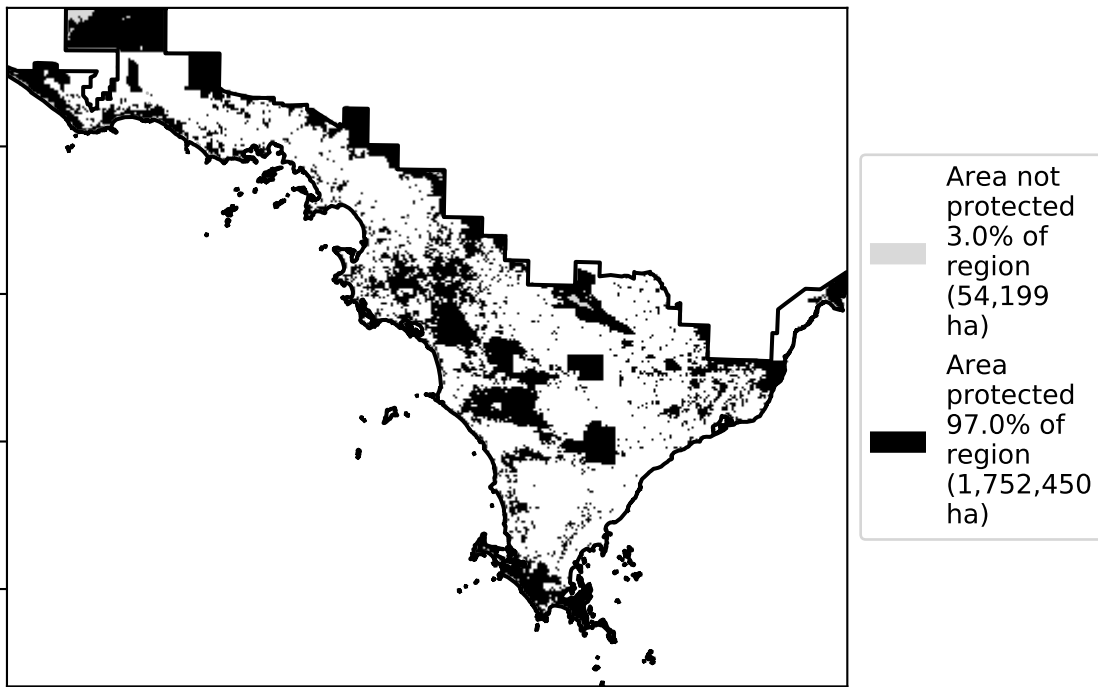 Area not
protected
3.0% of
region
(54,199
ha)
Area
protected
97.0% of
region
(1,752,450
ha)